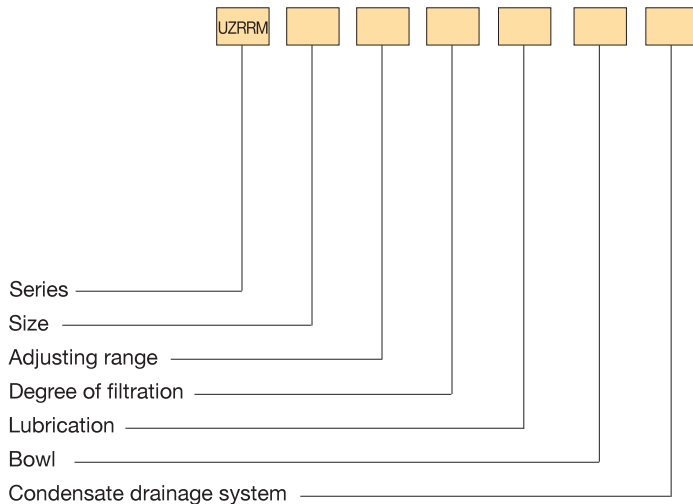 UZRRM
Series
Size
Adjusting range
Degree of filtration
Lubrication
Bowl
Condensate drainage system